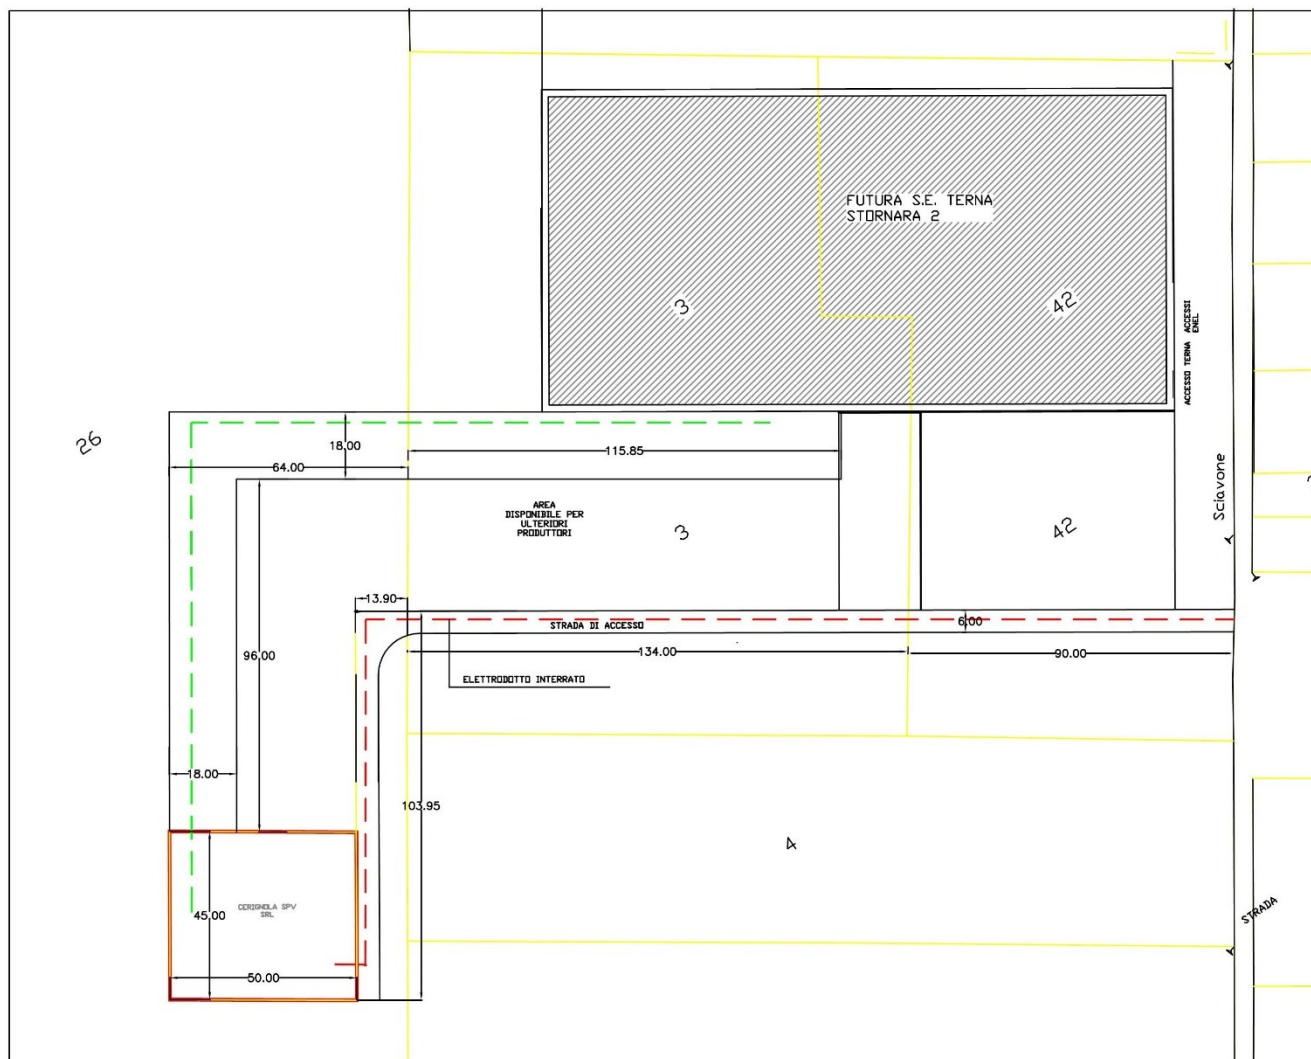 FUTURA S.E. TERNA
STORNARA 2
3
42
ACCESSO TERNA ACCESSI
ENEL
26
18.00
64.00
115.85
Sciavone
AREA
DISPONIBILE PER
ULTERIORI
PRODUTTORI
3
42
13.90
STRADA DI ACCESSO
6.00
96.00
134.00
90.00
ELETTRODOTTO INTERRATO
18.00
103.95
4
CERIGNOLA SPV
SRL
45.00
STRADA
50.00